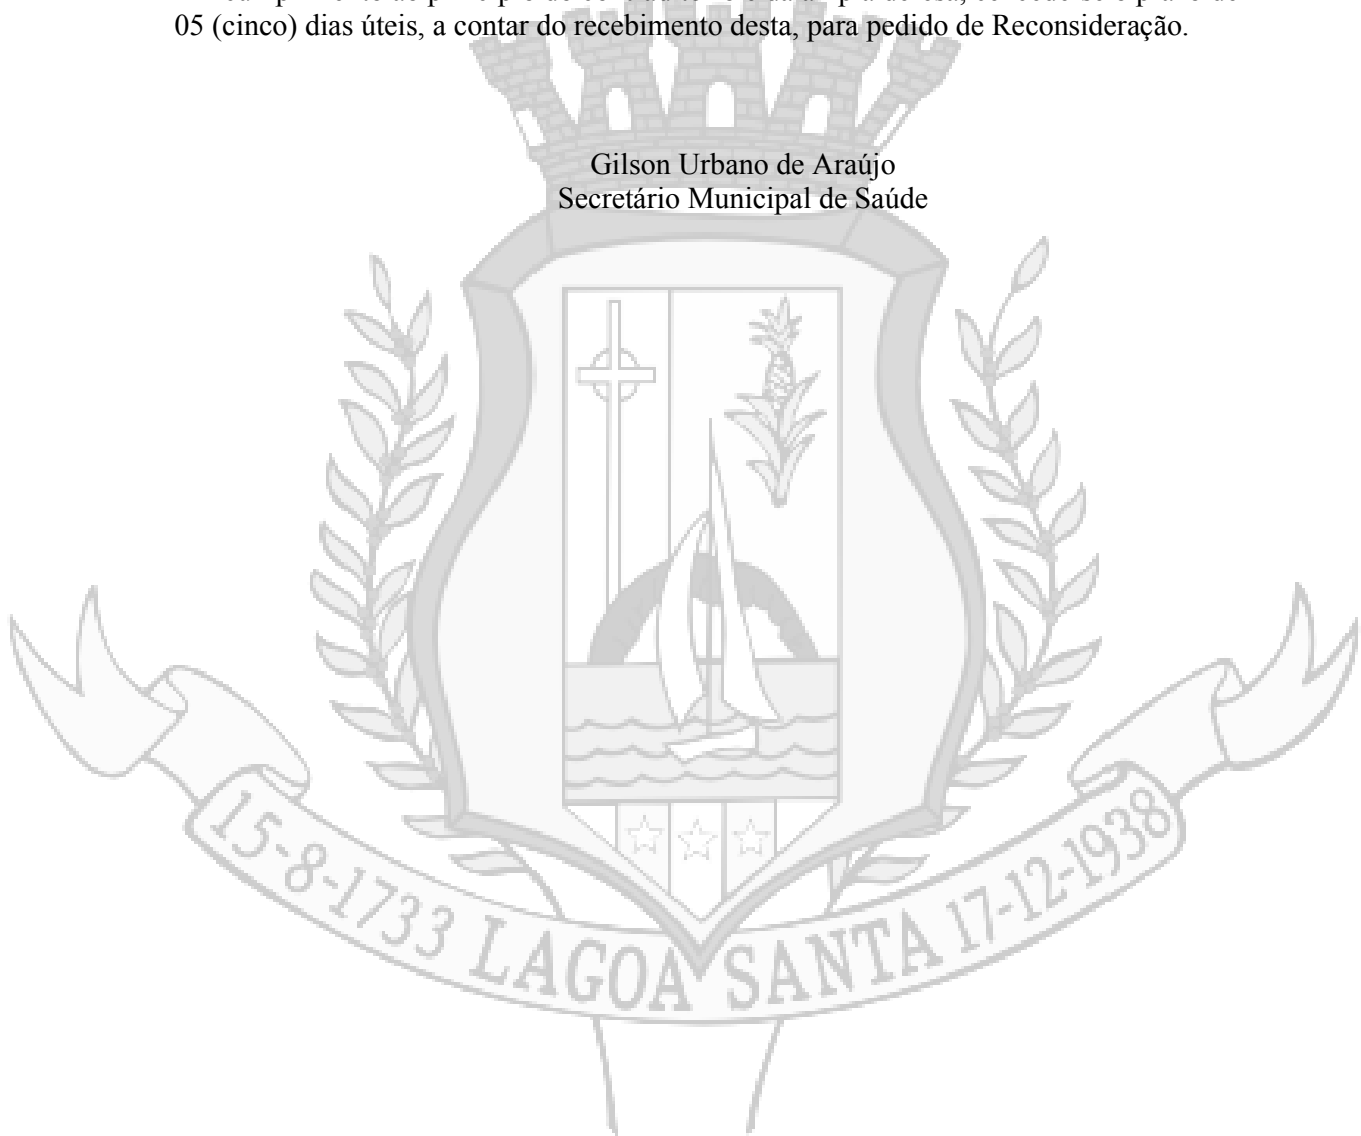 05 (cinco) dias úteis, a contar do recebimento desta, para pedido de Reconsideração.
Gilson Urbano de Araújo
Secretário Municipal de Saúde
15-8-1733 LAGOA SANTA 17-12-1938